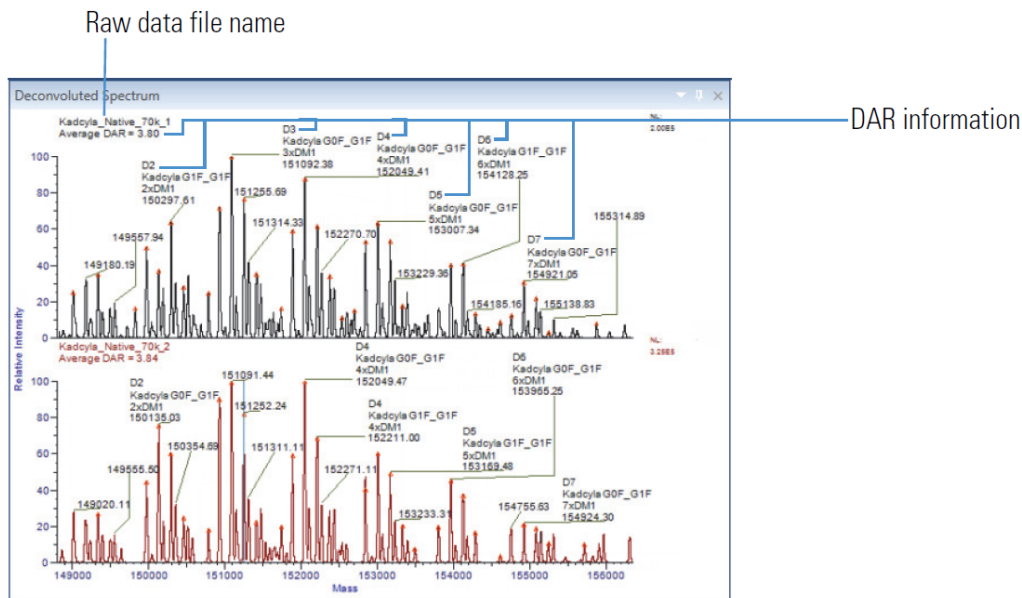 Raw data file name
Deconvoluted Spectrum
DAR information
Kadcyla_Native_70k_1
Average DAR = 3.80
NL:
2.00E5
D2
Kadcyla G1F_G1F
2xDM1
150297.61
D3
Kadcyla G0F_G1F
3xDM1
151092.38
D4
Kadcyla G0F_G1F
4xDM1
152049.41
D6
Kadcyla G1F_G1F
6xDM1
154128.25
D5
Kadcyla G0F_G1F
5xDM1
153007.34
D7
Kadcyla G0F_G1F
7xDM1
154921.05
149180.19
149557.94
151255.69
151314.33
152270.70
153229.36
154185.16
155138.83
155314.89
100
80
60
40
20
0
Relative Intensity
Kadcyla_Native_70k_2
Average DAR = 3.84
NL:
3.26E5
D2
Kadcyla G0F_G1F
2xDM1
150135.03
151091.44
D4
Kadcyla G0F_G1F
4xDM1
152049.47
D4
Kadcyla G1F_G1F
4xDM1
152211.00
D6
Kadcyla G0F_G1F
6xDM1
153965.25
D5
Kadcyla G1F_G1F
5xDM1
153169.48
D7
Kadcyla G0F_G1F
7xDM1
154924.30
149020.11
149555.50
150354.69
151252.24
151311.11
152271.11
153233.31
154755.63
100
80
60
40
20
0
149000
150000
151000
152000
153000
154000
155000
156000
Mass